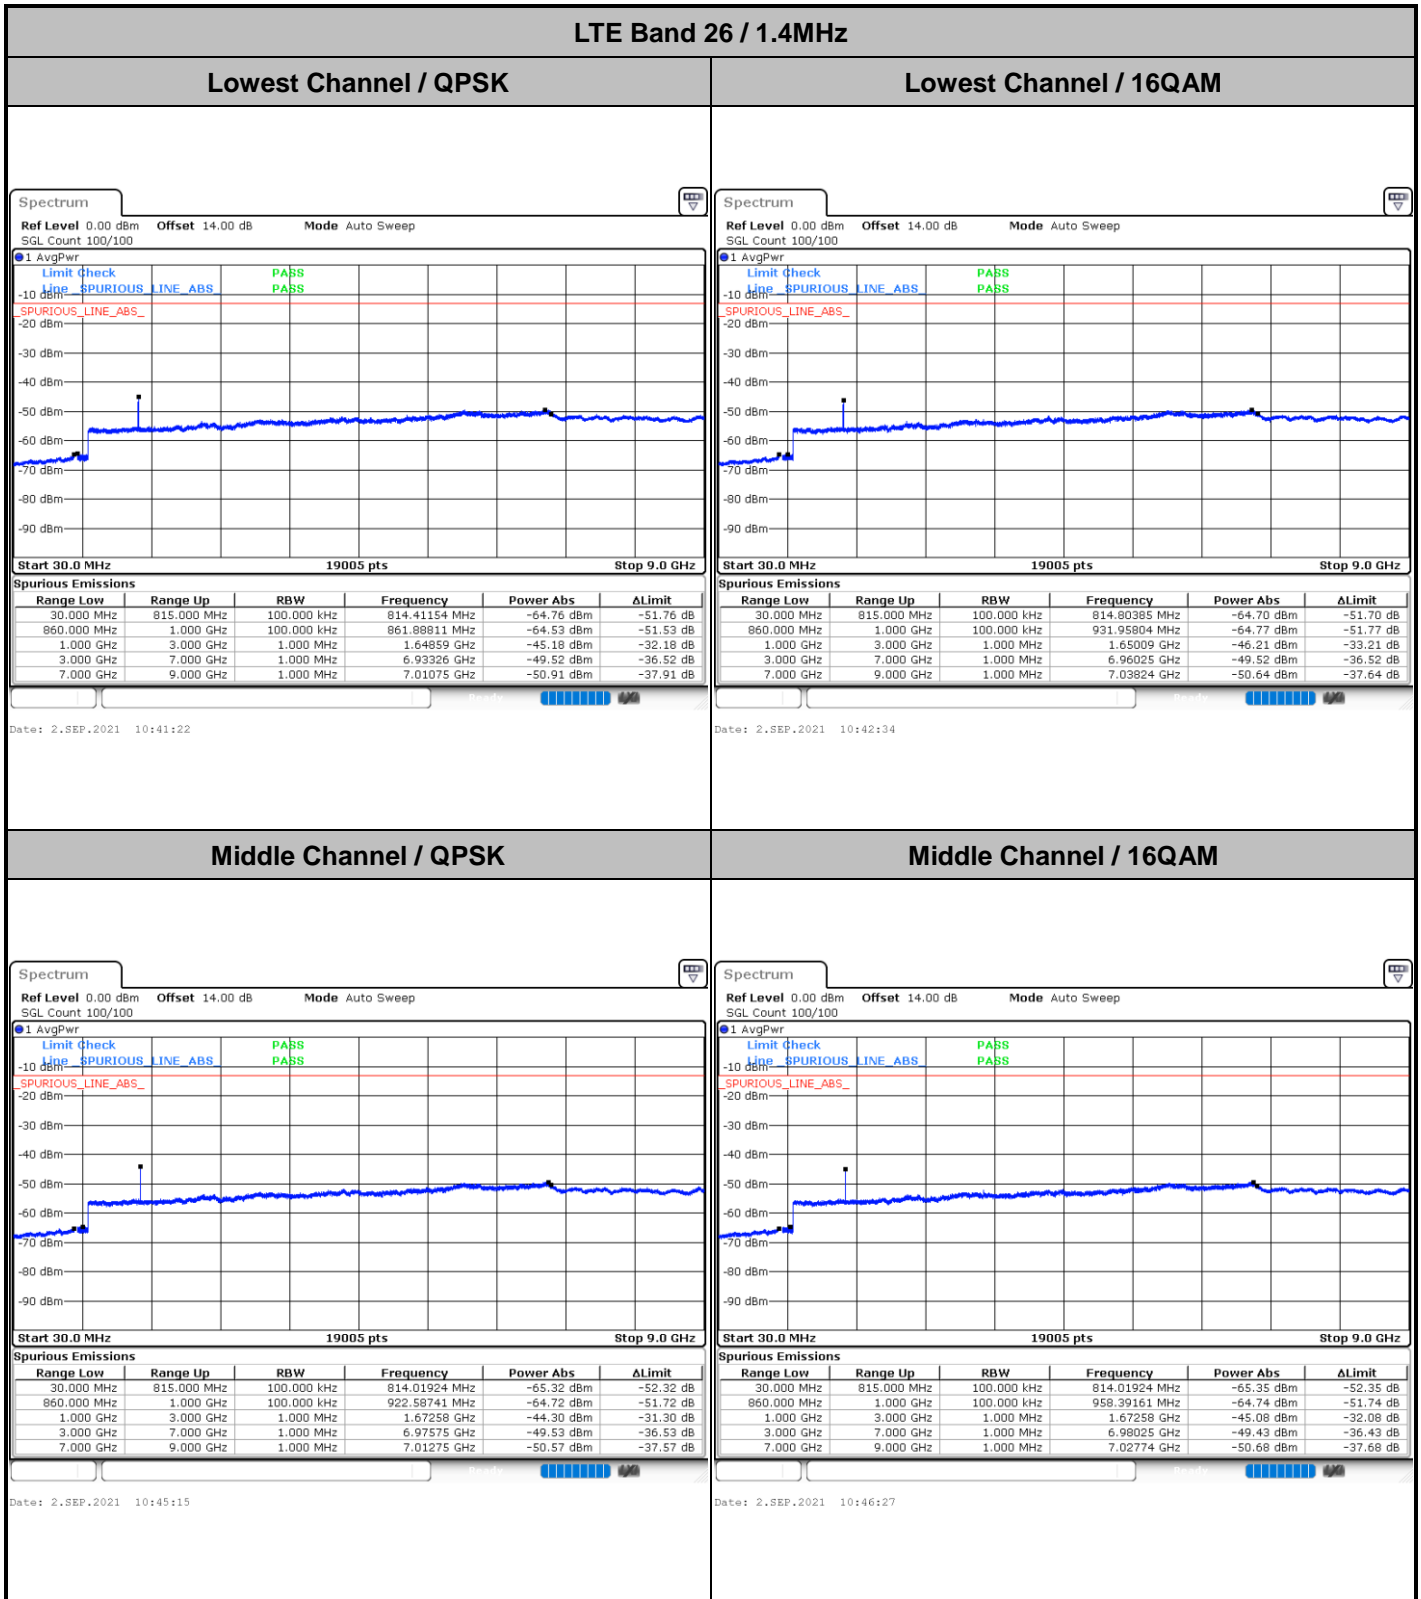 LTE Band 26 / 1.4MHz
Lowest Channel / QPSK
Lowest Channel / 16QAM
Spectrum
Ref Level 0.00 dBm Offset 14.00 dB Mode Auto Sweep
SGL Count 100/100
1 AvgPwr
Limit Check PASS
Line _SPURIOUS_LINE_ABS_ PASS
-10 dBm
_SPURIOUS_LINE_ABS_
-20 dBm
-30 dBm
-40 dBm
-50 dBm
-60 dBm
-70 dBm
-80 dBm
-90 dBm
Start 30.0 MHz 19005 pts Stop 9.0 GHz
Spurious Emissions
Range Low Range Up RBW Frequency Power Abs ΔLimit
30.000 MHz 815.000 MHz 100.000 kHz 814.41154 MHz -64.76 dBm -51.76 dB
860.000 MHz 1.000 GHz 100.000 kHz 861.88811 MHz -64.53 dBm -51.53 dB
1.000 GHz 3.000 GHz 1.000 MHz 1.64859 GHz -45.18 dBm -32.18 dB
3.000 GHz 7.000 GHz 1.000 MHz 6.93326 GHz -49.52 dBm -36.52 dB
7.000 GHz 9.000 GHz 1.000 MHz 7.01075 GHz -50.91 dBm -37.91 dB
Date: 2.SEP.2021 10:41:22
Spectrum
Ref Level 0.00 dBm Offset 14.00 dB Mode Auto Sweep
SGL Count 100/100
1 AvgPwr
Limit Check PASS
Line _SPURIOUS_LINE_ABS_ PASS
-10 dBm
_SPURIOUS_LINE_ABS_
-20 dBm
-30 dBm
-40 dBm
-50 dBm
-60 dBm
-70 dBm
-80 dBm
-90 dBm
Start 30.0 MHz 19005 pts Stop 9.0 GHz
Spurious Emissions
Range Low Range Up RBW Frequency Power Abs ΔLimit
30.000 MHz 815.000 MHz 100.000 kHz 814.80385 MHz -64.70 dBm -51.70 dB
860.000 MHz 1.000 GHz 100.000 kHz 931.95804 MHz -64.77 dBm -51.77 dB
1.000 GHz 3.000 GHz 1.000 MHz 1.65009 GHz -46.21 dBm -33.21 dB
3.000 GHz 7.000 GHz 1.000 MHz 6.96025 GHz -49.52 dBm -36.52 dB
7.000 GHz 9.000 GHz 1.000 MHz 7.03824 GHz -50.64 dBm -37.64 dB
Date: 2.SEP.2021 10:42:34
Middle Channel / QPSK
Middle Channel / 16QAM
Spectrum
Ref Level 0.00 dBm Offset 14.00 dB Mode Auto Sweep
SGL Count 100/100
1 AvgPwr
Limit Check PASS
Line _SPURIOUS_LINE_ABS_ PASS
-10 dBm
_SPURIOUS_LINE_ABS_
-20 dBm
-30 dBm
-40 dBm
-50 dBm
-60 dBm
-70 dBm
-80 dBm
-90 dBm
Start 30.0 MHz 19005 pts Stop 9.0 GHz
Spurious Emissions
Range Low Range Up RBW Frequency Power Abs ΔLimit
30.000 MHz 815.000 MHz 100.000 kHz 814.01924 MHz -65.32 dBm -52.32 dB
860.000 MHz 1.000 GHz 100.000 kHz 922.58741 MHz -64.72 dBm -51.72 dB
1.000 GHz 3.000 GHz 1.000 MHz 1.67258 GHz -44.30 dBm -31.30 dB
3.000 GHz 7.000 GHz 1.000 MHz 6.97575 GHz -49.53 dBm -36.53 dB
7.000 GHz 9.000 GHz 1.000 MHz 7.01275 GHz -50.57 dBm -37.57 dB
Date: 2.SEP.2021 10:45:15
Spectrum
Ref Level 0.00 dBm Offset 14.00 dB Mode Auto Sweep
SGL Count 100/100
1 AvgPwr
Limit Check PASS
Line _SPURIOUS_LINE_ABS_ PASS
-10 dBm
_SPURIOUS_LINE_ABS_
-20 dBm
-30 dBm
-40 dBm
-50 dBm
-60 dBm
-70 dBm
-80 dBm
-90 dBm
Start 30.0 MHz 19005 pts Stop 9.0 GHz
Spurious Emissions
Range Low Range Up RBW Frequency Power Abs ΔLimit
30.000 MHz 815.000 MHz 100.000 kHz 814.01924 MHz -65.35 dBm -52.35 dB
860.000 MHz 1.000 GHz 100.000 kHz 958.39161 MHz -64.74 dBm -51.74 dB
1.000 GHz 3.000 GHz 1.000 MHz 1.67258 GHz -45.08 dBm -32.08 dB
3.000 GHz 7.000 GHz 1.000 MHz 6.98025 GHz -49.43 dBm -36.43 dB
7.000 GHz 9.000 GHz 1.000 MHz 7.02774 GHz -50.68 dBm -37.68 dB
Date: 2.SEP.2021 10:46:27